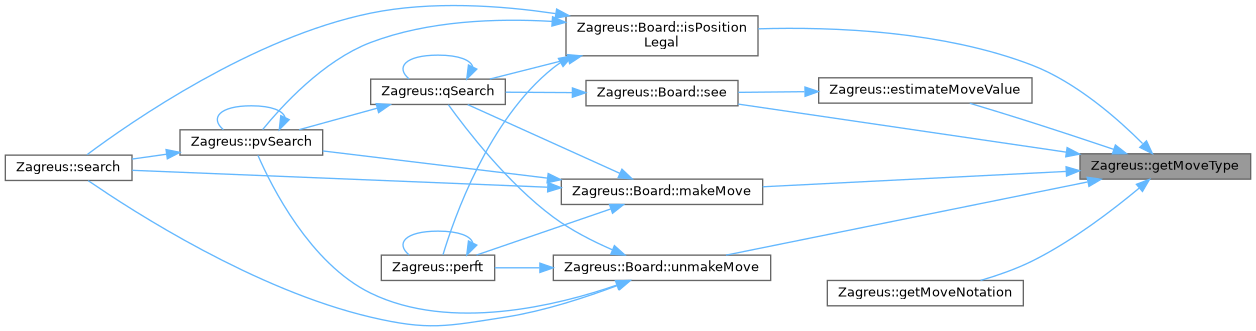 Zagreus::Board::isPosition
Legal
Zagreus::qSearch
Zagreus::Board::see
Zagreus::estimateMoveValue
Zagreus::pvSearch
Zagreus::search
Zagreus::getMoveType
Zagreus::Board::makeMove
Zagreus::perft
Zagreus::Board::unmakeMove
Zagreus::getMoveNotation